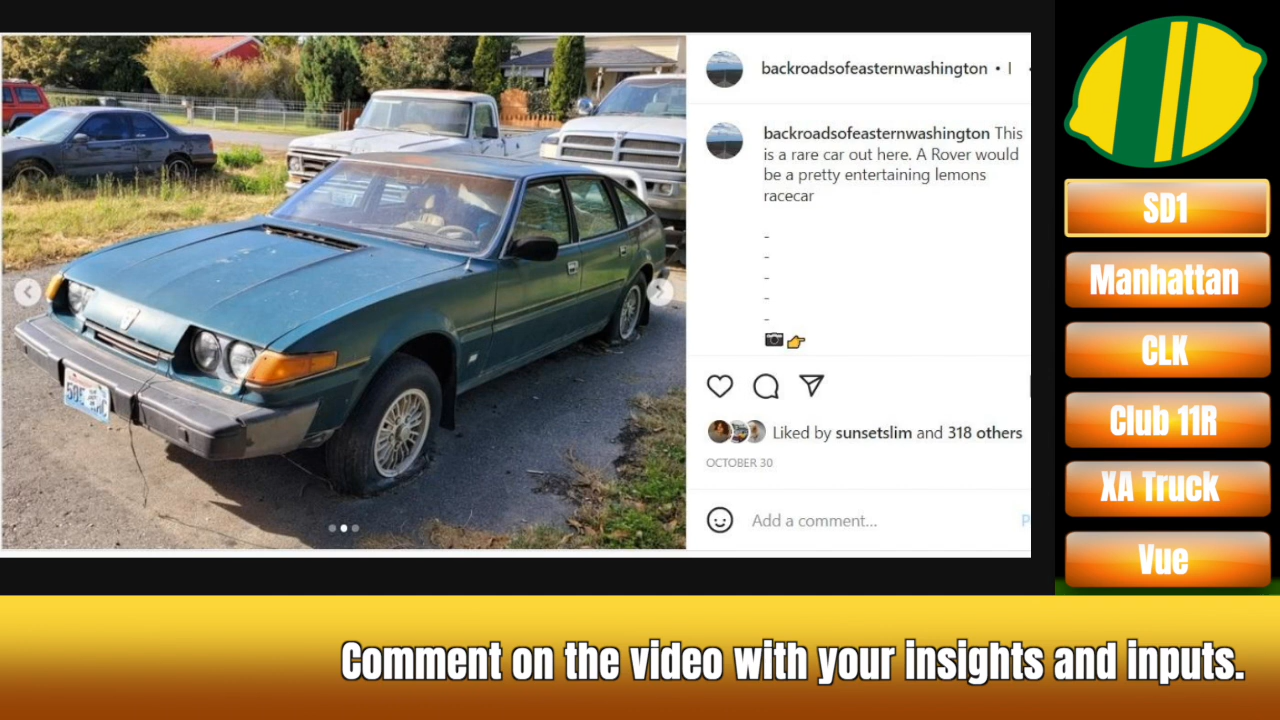 backroadsofeasternwashington •
backroadsofeasternwashington This
is a rare car out here. A Rover would
be a pretty entertaining lemons
racecar
-
-
-
-
-
Liked by sunsetslim and 318 others
OCTOBER 30
Add a comment...
SD1
Manhattan
CLK
Club 11R
XA Truck
Vue
Comment on the video with your insights and inputs.